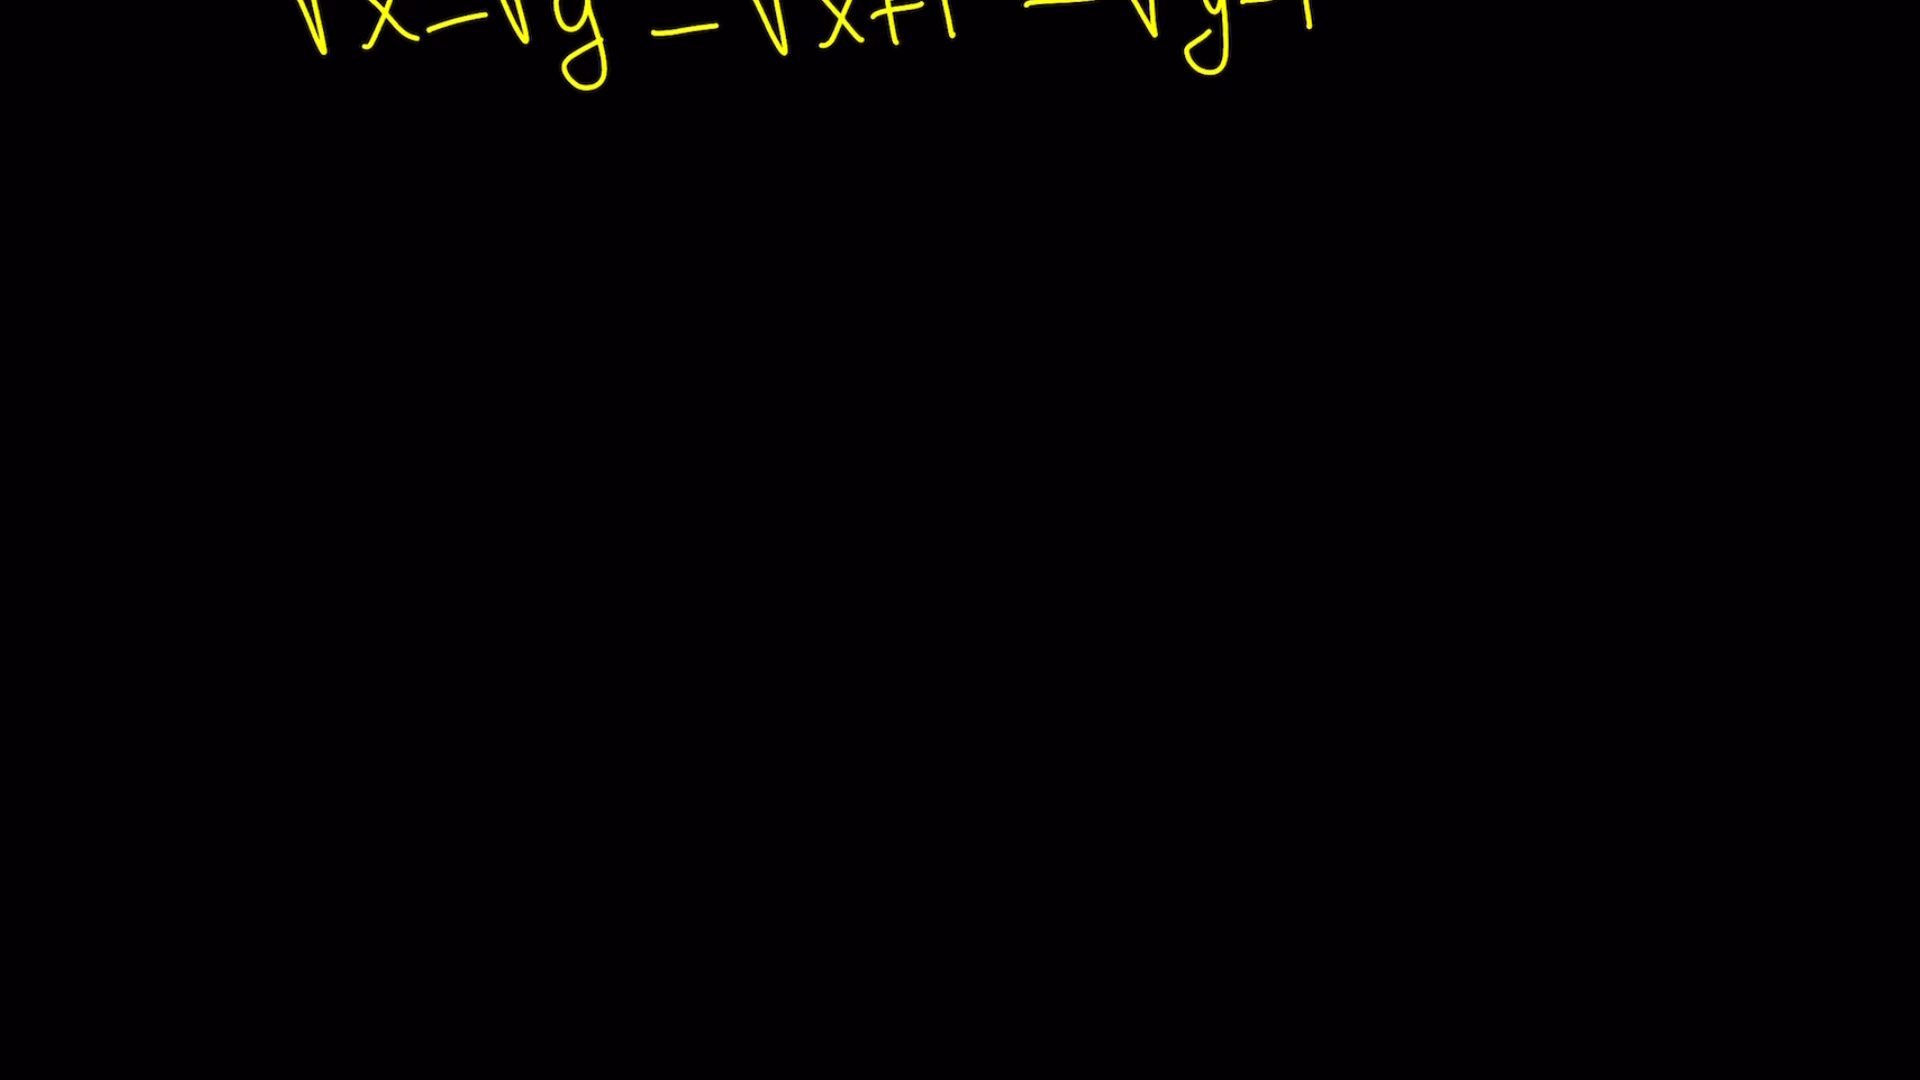 √x-√y - √x+1 - √y-1